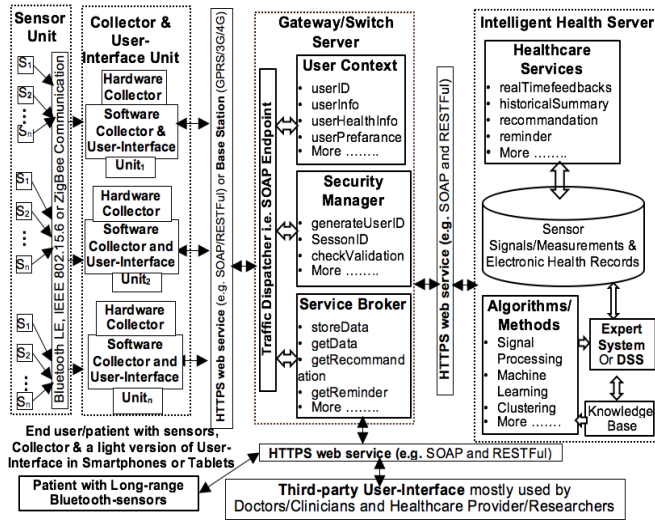 Sensor
Unit
S1
S2
Sn
S1
S2
Sn
S1
S2
Sn
Bluetooth LE, IEEE 802.15.6 or ZigBee Communication
Collector &
User-
Interface Unit
Hardware
Collector
Software
Collector &
User-Interface
Unit1
Hardware
Collector
Software
Collector and
User-Interface
Unit2
Hardware
Collector
Software
Collector and
User-Interface
Unitn
End user/patient with sensors,
Collector & a light version of User-
Interface in Smartphones or Tablets
HTTPS web service (e.g. SOAP/RESTFul) or Base Station (GPRS/3G/4G)
Gateway/Switch
Server
Traffic Dispatcher i.e. SOAP Endpoint
User Context
• userID
• userInfo
• userHealthInfo
• userPrefarance
• More ........
Security
Manager
• generateUserID
• SessonID
• checkValidation
• More ........
Service Broker
• storeData
• getData
• getRecommand
ation
• getReminder
• More ........
HTTPS web service (e.g. SOAP and RESTFul)
Intelligent Health Server
Healthcare
Services
• realTimefeedbacks
• historicalSummary
• recommandation
• reminder
• More ........
Sensor
Signals/Measurements &
Electronic Health Records
Algorithms/
Methods
• Signal
Processing
• Machine
Learning
• Clustering
• More .......
Expert
System
Or DSS
Knowledge
Base
HTTPS web service (e.g. SOAP and RESTFul)
Patient with Long-range
Bluetooth-sensors
Third-party User-Interface mostly used by
Doctors/Clinicians and Healthcare Provider/Researchers